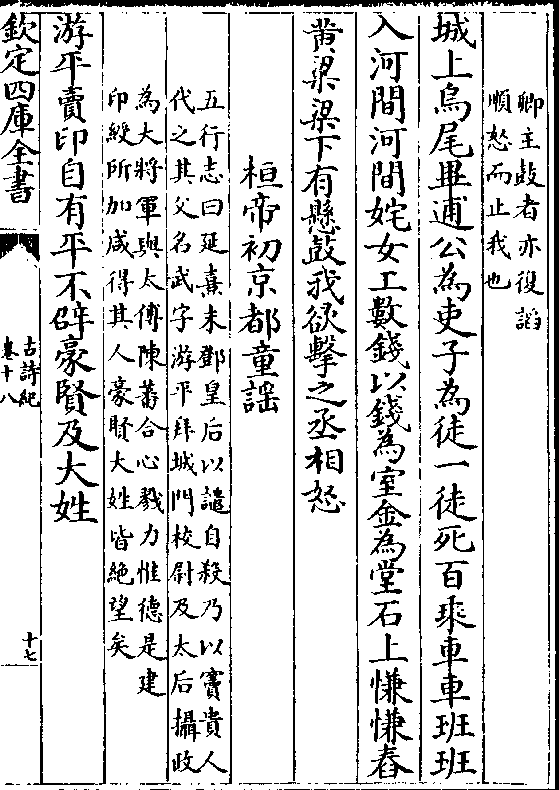 卿主鼓者亦復諂
順怒而止我也
城上烏尾畢逋公為吏子為徒一徒死百乘車車班班
入河間河間姹女工數錢以錢為室金為堂石上慊慊舂
黄粱梁下有懸鼓我欲擊之丞相怒
桓帝初京都童謡
五行志曰延熹末鄧皇后以譴自殺乃以竇貴人
代之其父名武字游平拜城門校尉及太后攝政
為大將軍與太傅陳蕃合心戮力惟德是建
印綬所加咸得其人豪賢大姓皆絶望矣
游平賣印自有平不辟豪賢及大姓
欽定四庫全書
古詩紀
卷十八
十七